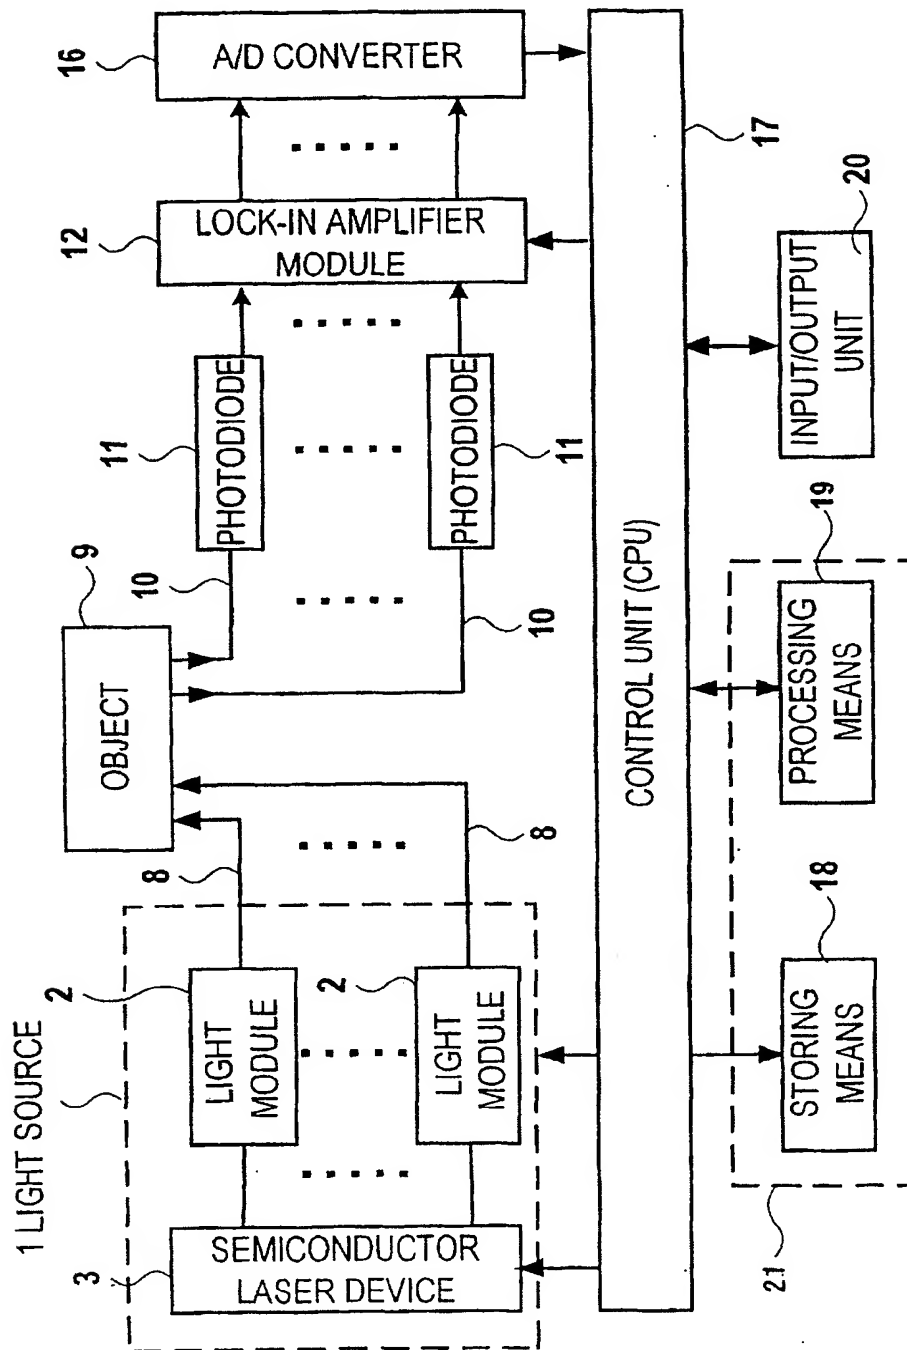 1 LIGHT SOURCE
3
SEMICONDUCTOR
LASER DEVICE
2
LIGHT
MODULE
2
LIGHT
MODULE
8
8
OBJECT
9
10
10
11
PHOTODIODE
PHOTODIODE
11
12
LOCK-IN AMPLIFIER
MODULE
16
A/D CONVERTER
CONTROL UNIT (CPU)
17
21
STORING
MEANS
18
PROCESSING
MEANS
19
INPUT/OUTPUT
UNIT
20